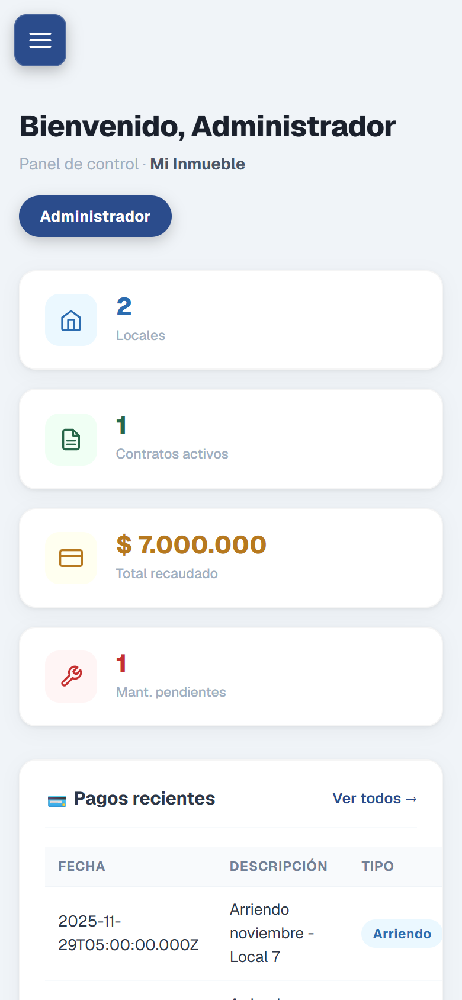 Bienvenido, Administrador
Panel de control · Mi Inmueble
Administrador
2
Locales
1
Contratos activos
$ 7.000.000
Total recaudado
1
Mant. pendientes
Pagos recientes
Ver todos →
FECHA DESCRIPCIÓN TIPO
2025-11-
29T05:00:00.000Z
Arriendo
noviembre -
Local 7
Arriendo